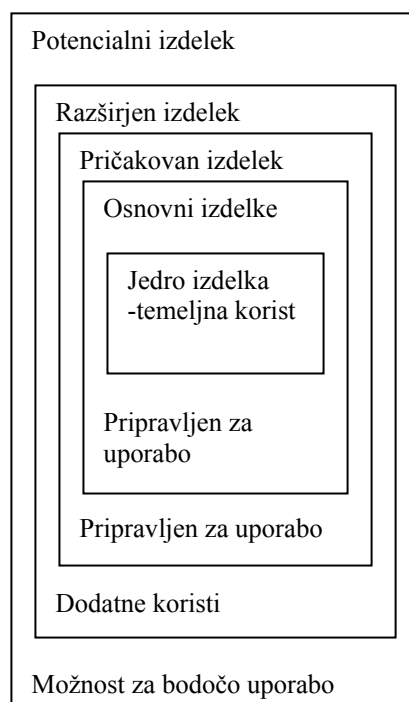 Potencialni izdelek
Razširjen izdelek
Pričakovan izdelek
Osnovni izdelke
Jedro izdelka
-temeljna korist
Pripravljen za
uporabo
Pripravljen za uporabo
Dodatne koristi
Možnost za bodočo uporabo